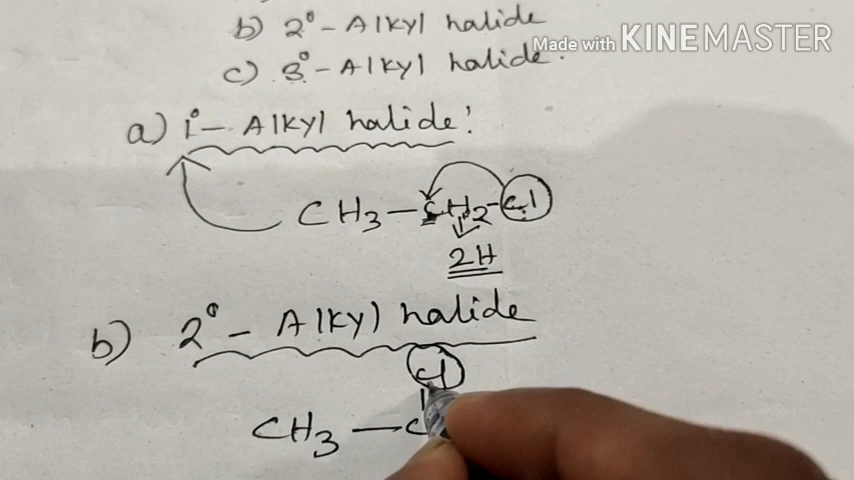 b) 2° - Alkyl halide
Made with KINEMASTER
c) 3° - Alkyl halide.
a) 1° - Alkyl halide:
CH3 - CH2 - Cl
2H
b) 2° - Alkyl halide
Cl
CH3 - C